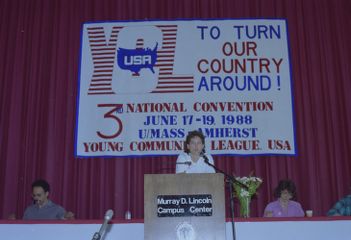 YCL
USA
TO TURN
OUR
COUNTRY
AROUND!
3RD NATIONAL CONVENTION
JUNE 17-19, 1988
U/MASS - AMHERST
YOUNG COMMUNIST LEAGUE, USA
Murray D. Lincoln
Campus Center